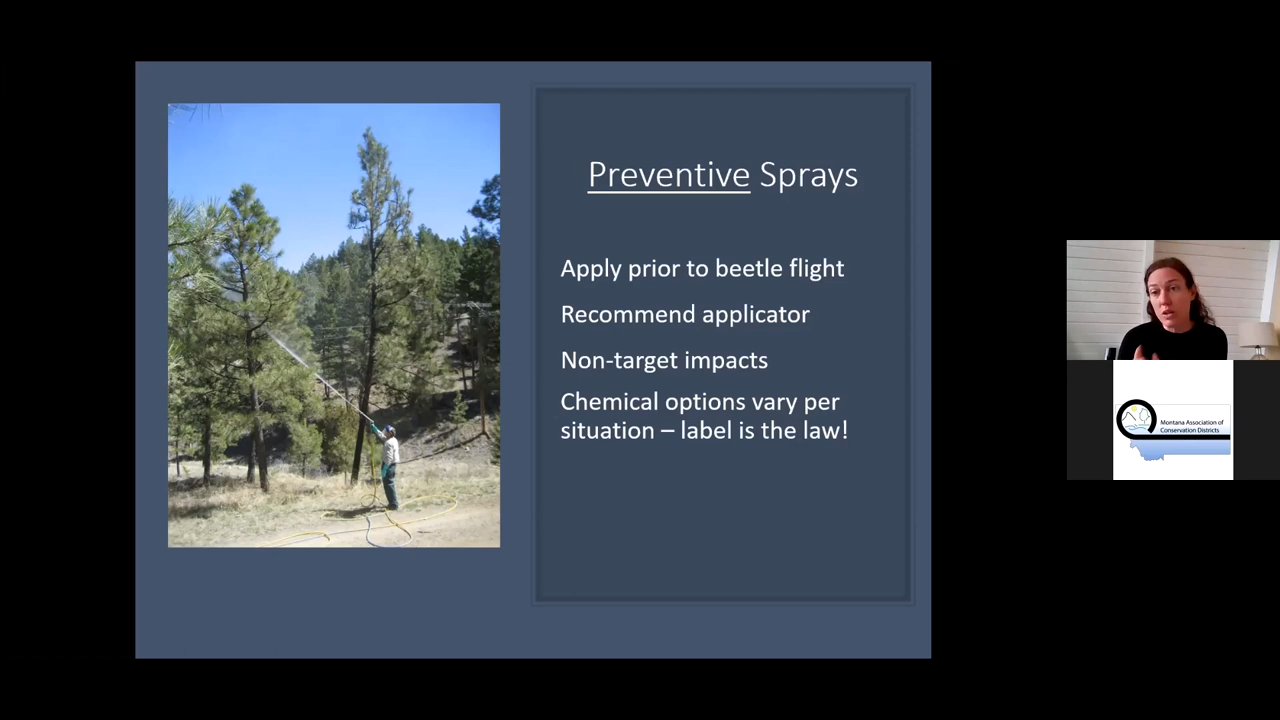 Preventive Sprays
Apply prior to beetle flight
Recommend applicator
Non-target impacts
Chemical options vary per
situation – label is the law!
Montana Association of
Conservation Districts